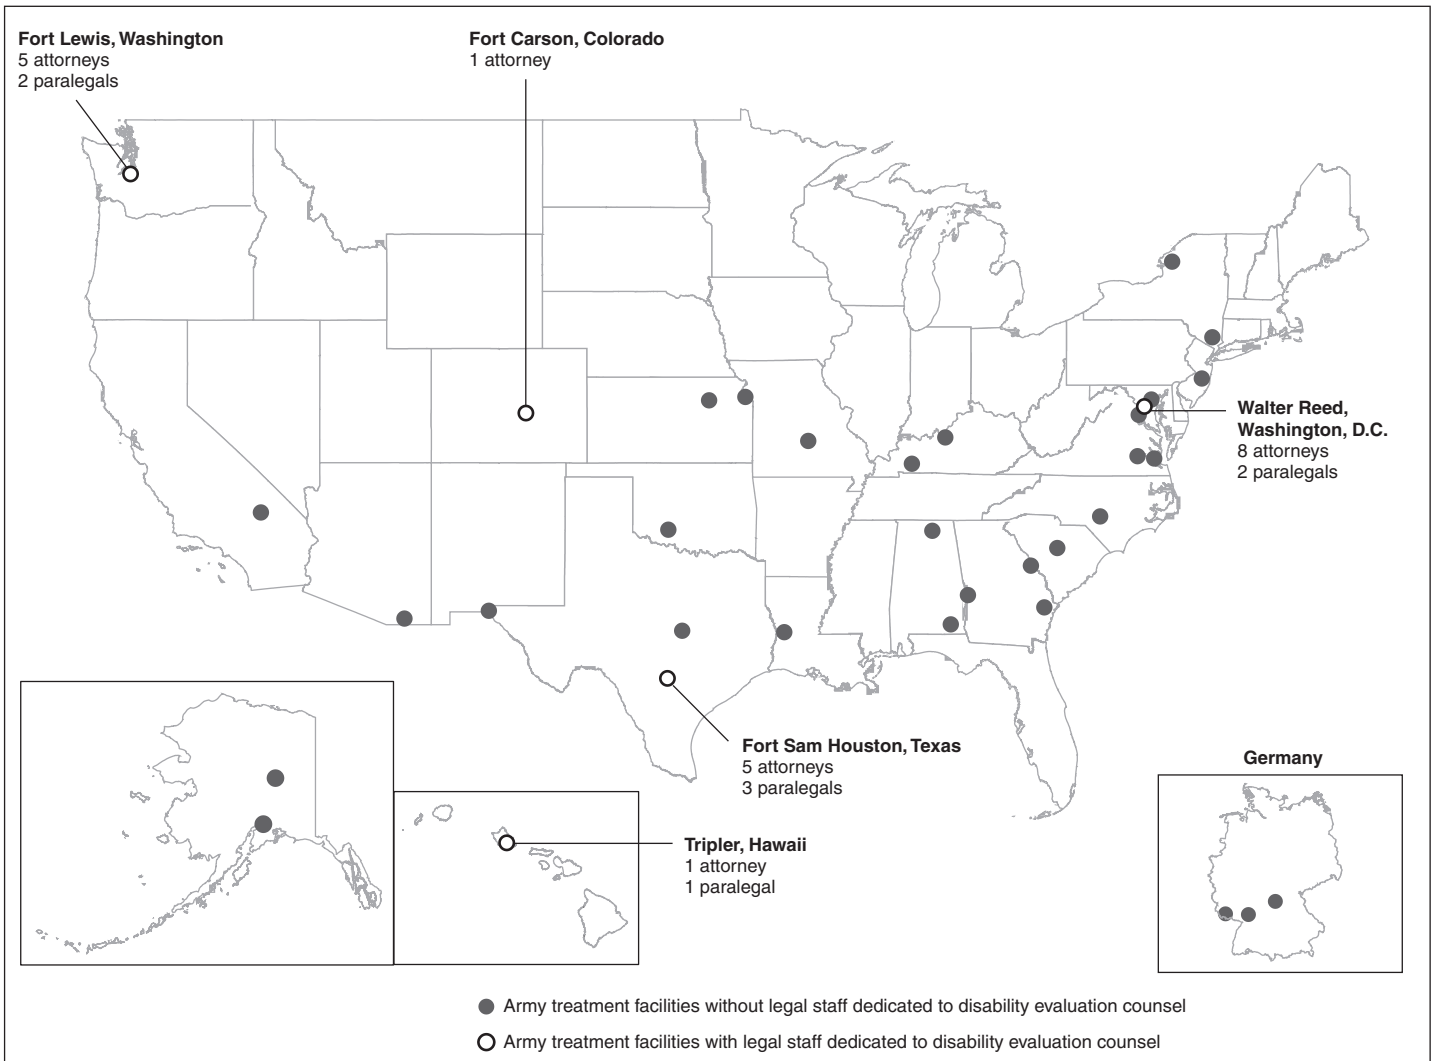 Fort Lewis, Washington
5 attorneys
2 paralegals
Fort Carson, Colorado
1 attorney
Walter Reed,
Washington, D.C.
8 attorneys
2 paralegals
Fort Sam Houston, Texas
5 attorneys
3 paralegals
Germany
Tripler, Hawaii
1 attorney
1 paralegal
Army treatment facilities without legal staff dedicated to disability evaluation counsel
Army treatment facilities with legal staff dedicated to disability evaluation counsel